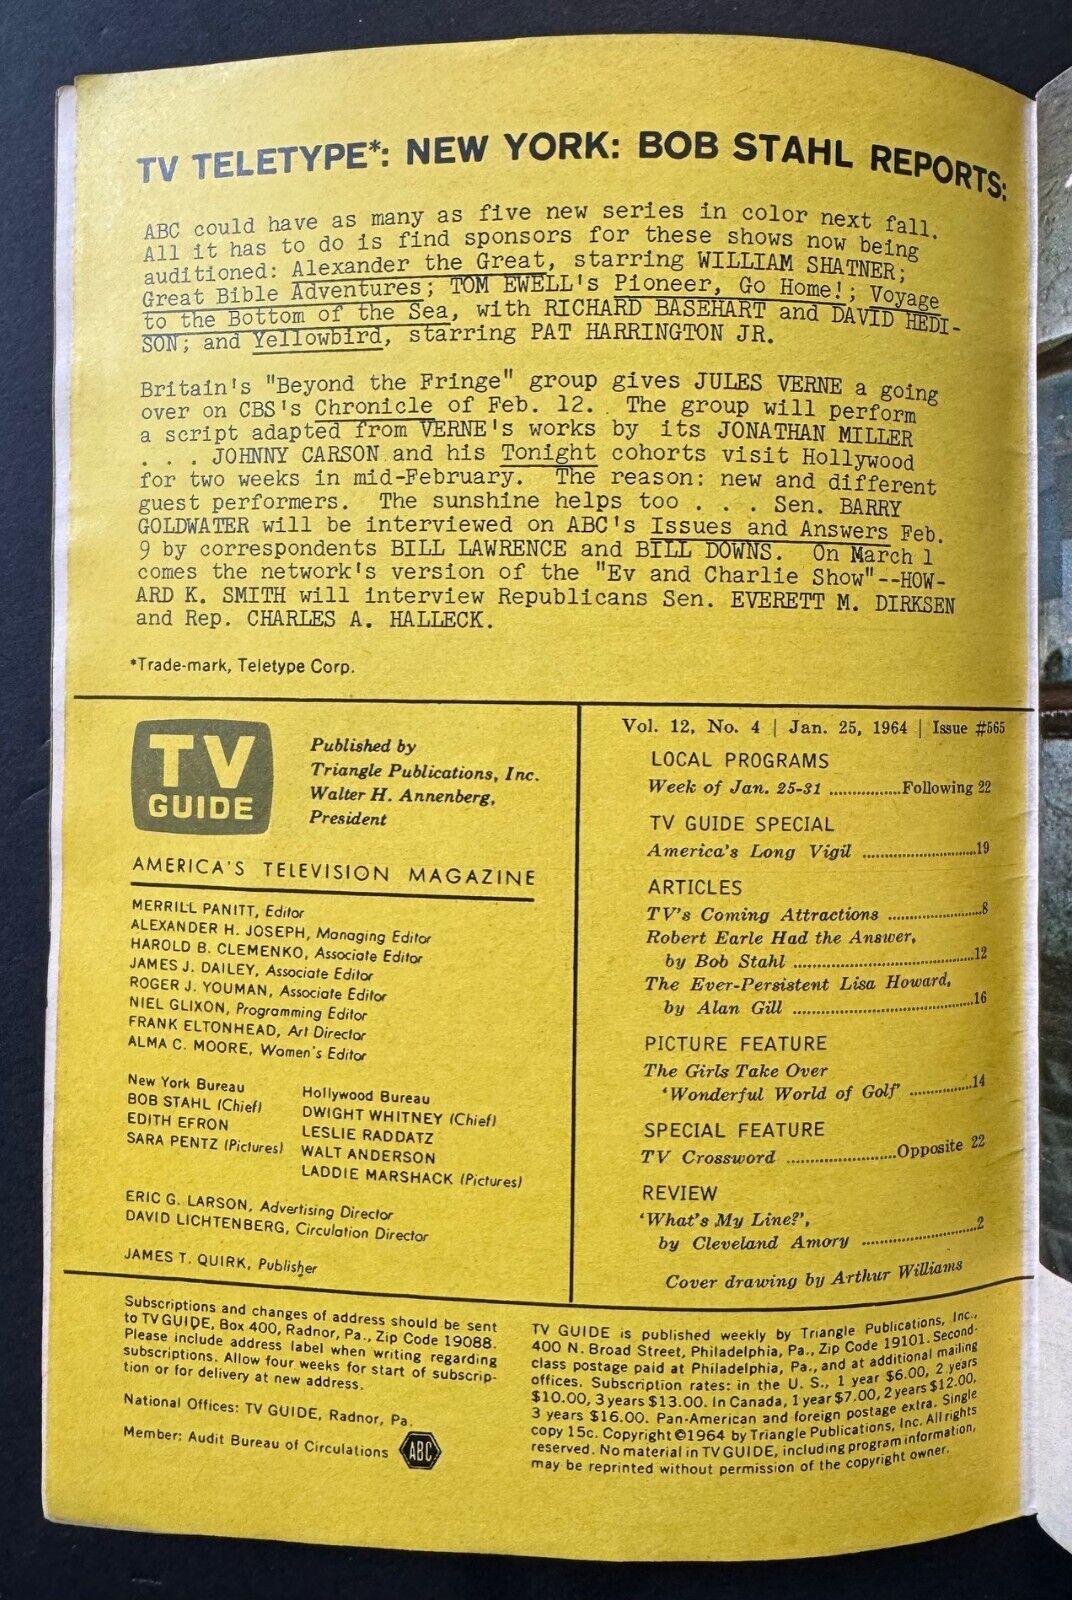 TV TELETYPE*: NEW YORK: BOB STAHL REPORTS:
ABC could have as many as five new series in color next fall.
All it has to do is find sponsors for these shows now being
auditioned: Alexander the Great, starring WILLIAM SHATNER;
Great Bible Adventures; TOM EWELL's Pioneer, Go Home!; Voyage
to the Bottom of the Sea, with RICHARD BASEHART and DAVID HEDI-
SON; and Yellowbird, starring PAT HARRINGTON JR.
Britain's "Beyond the Fringe" group gives JULES VERNE a going
over on CBS's Chronicle of Feb. 12. The group will perform
a script adapted from VERNE's works by its JONATHAN MILLER
. . . JOHNNY CARSON and his Tonight cohorts visit Hollywood
for two weeks in mid-February. The reason: new and different
guest performers. The sunshine helps too . . . Sen. BARRY
GOLDWATER will be interviewed on ABC's Issues and Answers Feb.
9 by correspondents BILL LAWRENCE and BILL DOWNS. On March 1
comes the network's version of the "Ev and Charlie Show"--HOW-
ARD K. SMITH will interview Republicans Sen. EVERETT M. DIRKSEN
and Rep. CHARLES A. HALLECK.
*Trade-mark, Teletype Corp.
TV
GUIDE
Published by
Triangle Publications, Inc.
Walter H. Annenberg,
President
AMERICA'S TELEVISION MAGAZINE
MERRILL PANITT, Editor
ALEXANDER H. JOSEPH, Managing Editor
HAROLD B. CLEMENKO, Associate Editor
JAMES J. DAILEY, Associate Editor
ROGER J. YOUMAN, Associate Editor
NIEL GLIXON, Programming Editor
FRANK ELTONHEAD, Art Director
ALMA C. MOORE, Women's Editor
New York Bureau
BOB STAHL (Chief)
EDITH EFRON
SARA PENTZ (Pictures)
Hollywood Bureau
DWIGHT WHITNEY (Chief)
LESLIE RADDATZ
WALT ANDERSON
LADDIE MARSHACK (Pictures)
ERIC G. LARSON, Advertising Director
DAVID LICHTENBERG, Circulation Director
JAMES T. QUIRK, Publisher
Vol. 12, No. 4 | Jan. 25, 1964 | Issue #565
LOCAL PROGRAMS
Week of Jan. 25-31 ................Following 22
TV GUIDE SPECIAL
America's Long Vigil ...........................19
ARTICLES
TV's Coming Attractions ......................8
Robert Earle Had the Answer,
by Bob Stahl ...........................................12
The Ever-Persistent Lisa Howard,
by Alan Gill ...........................................16
PICTURE FEATURE
The Girls Take Over
'Wonderful World of Golf' ...............14
SPECIAL FEATURE
TV Crossword ..........................Opposite 22
REVIEW
'What's My Line?',
by Cleveland Amory ..............................2
Cover drawing by Arthur Williams
Subscriptions and changes of address should be sent
to TV GUIDE, Box 400, Radnor, Pa., Zip Code 19088.
Please include address label when writing regarding
subscriptions. Allow four weeks for start of subscrip-
tion or for delivery at new address.
National Offices: TV GUIDE, Radnor, Pa.
Member: Audit Bureau of Circulations ABC
TV GUIDE is published weekly by Triangle Publications, Inc.,
400 N. Broad Street, Philadelphia, Pa., Zip Code 19101. Second-
class postage paid at Philadelphia, Pa., and at additional mailing
offices. Subscription rates: in the U. S., 1 year $6.00, 2 years
$10.00, 3 years $13.00. In Canada, 1 year $7.00, 2 years $12.00,
3 years $16.00. Pan-American and foreign postage extra. Single
copy 15c. Copyright ©1964 by Triangle Publications, Inc. All rights
reserved. No material in TV GUIDE, including program information,
may be reprinted without permission of the copyright owner.